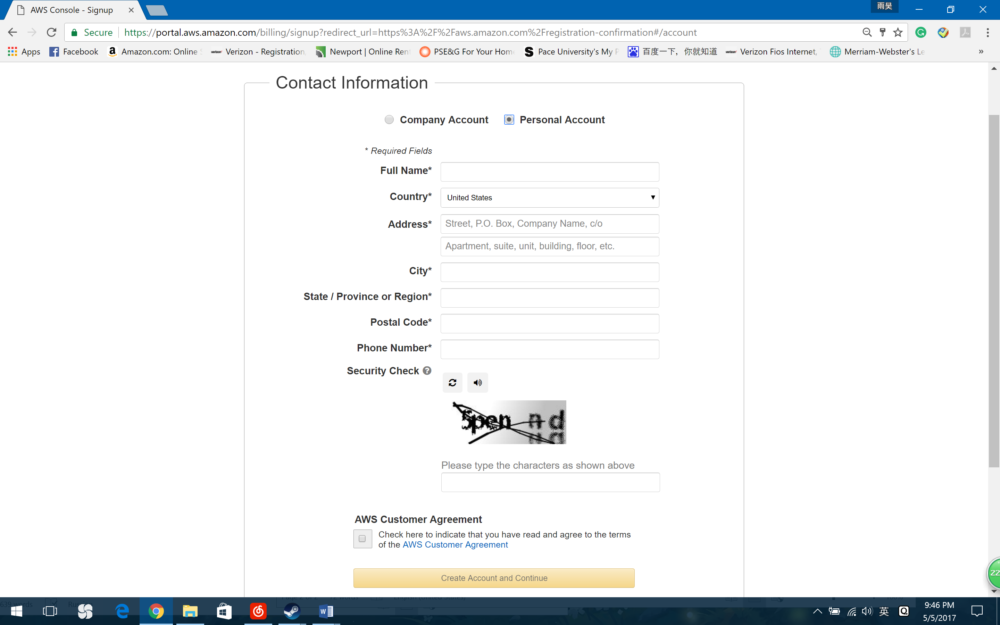 AWS Console - Signup
雨昊
Secure
https://portal.aws.amazon.com/billing/signup?redirect_url=https%3A%2F%2Faws.amazon.com%2Fregistration-confirmation#/account
Apps Facebook Amazon.com: Online Verizon - Registration, Newport | Online Ren PSE&G For Your Home Pace University's My P 百度一下，你就知道 Verizon Fios Internet, Merriam-Webster's Le »
Contact Information
Company Account Personal Account
* Required Fields
Full Name*
Country* United States
Address* Street, P.O. Box, Company Name, c/o
Apartment, suite, unit, building, floor, etc.
City*
State / Province or Region*
Postal Code*
Phone Number*
Security Check ?
Please type the characters as shown above
AWS Customer Agreement
Check here to indicate that you have read and agree to the terms
of the AWS Customer Agreement
Create Account and Continue
22
639 words
英
9:46 PM
5/5/2017